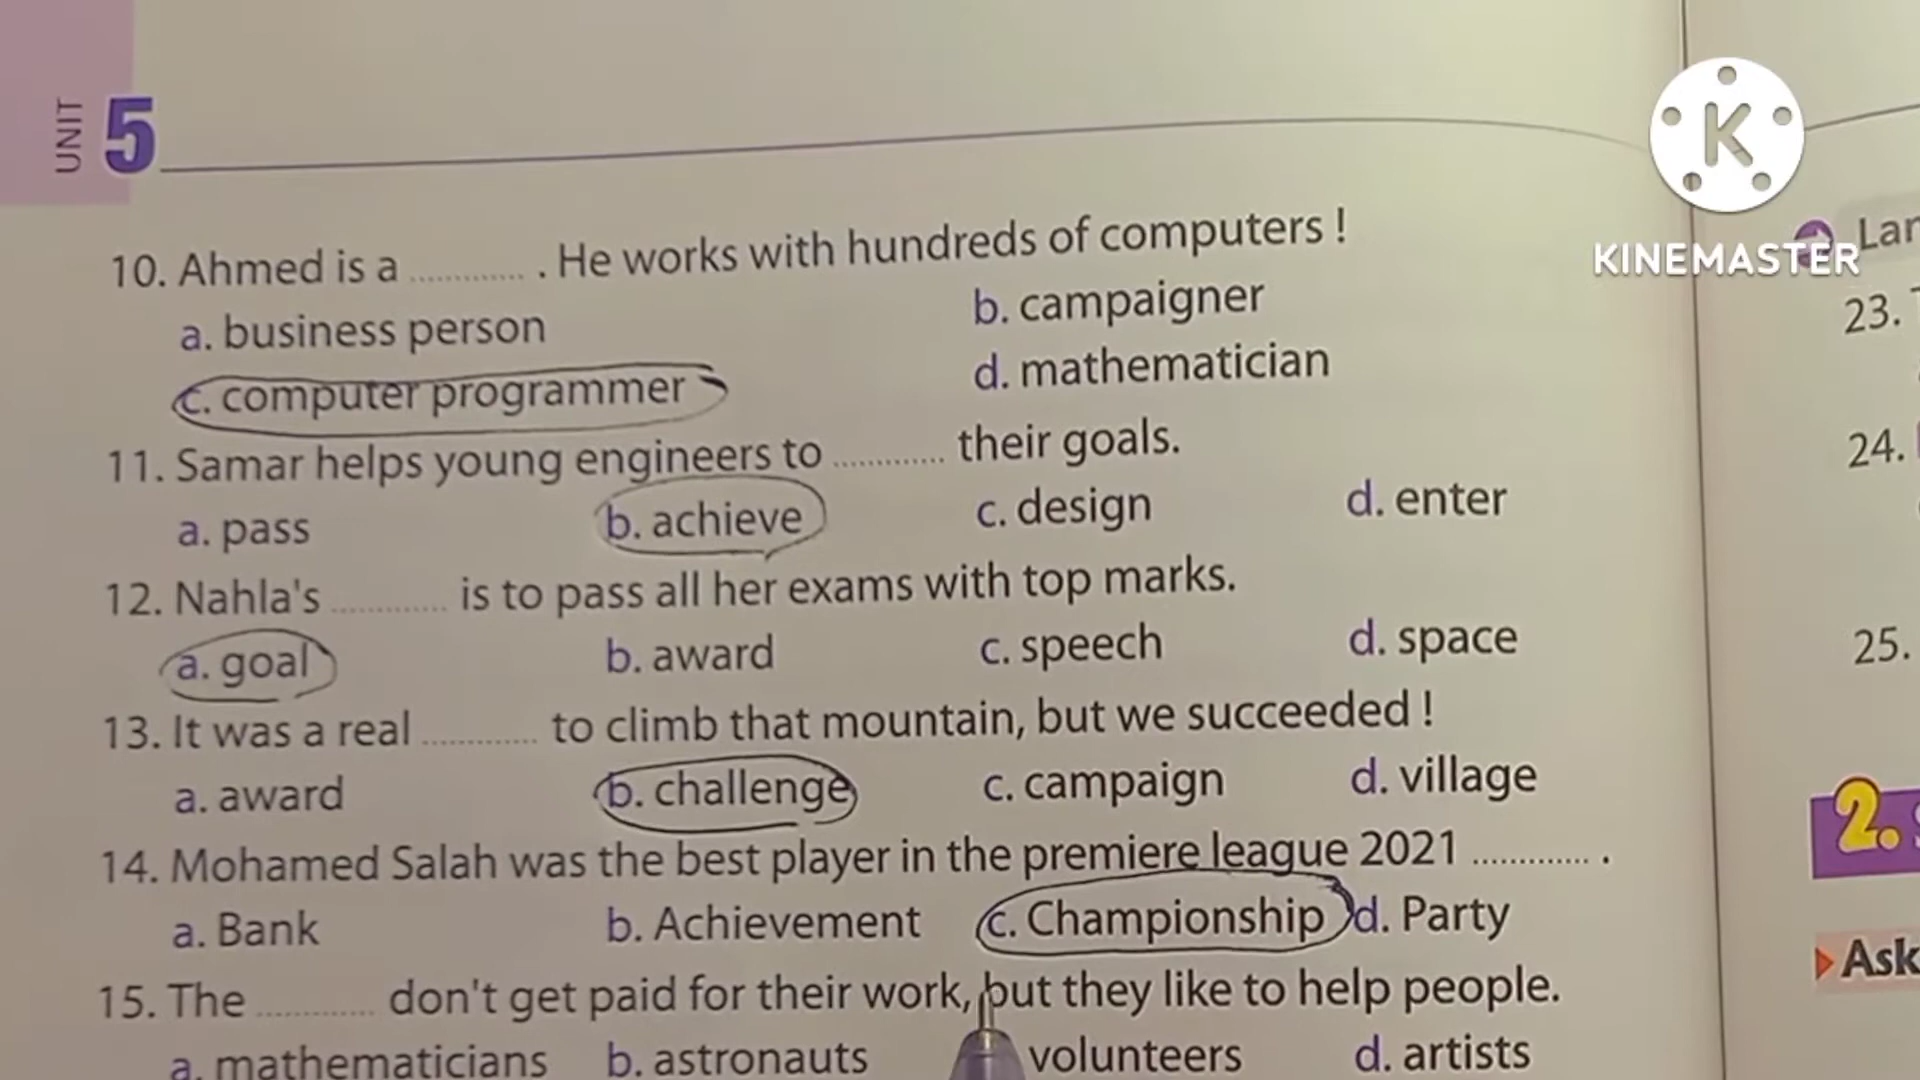 UNIT 5
K
KINEMASTER
10. Ahmed is a ............ . He works with hundreds of computers !
a. business person b. campaigner
c. computer programmer d. mathematician
11. Samar helps young engineers to ............ their goals.
a. pass b. achieve c. design d. enter
12. Nahla's ............ is to pass all her exams with top marks.
a. goal b. award c. speech d. space
13. It was a real ............ to climb that mountain, but we succeeded !
a. award b. challenge c. campaign d. village
14. Mohamed Salah was the best player in the premiere league 2021 ............ .
a. Bank b. Achievement c. Championship d. Party
15. The ............ don't get paid for their work, but they like to help people.
a. mathematicians b. astronauts volunteers d. artists
23.
24.
25.
2.
Ask